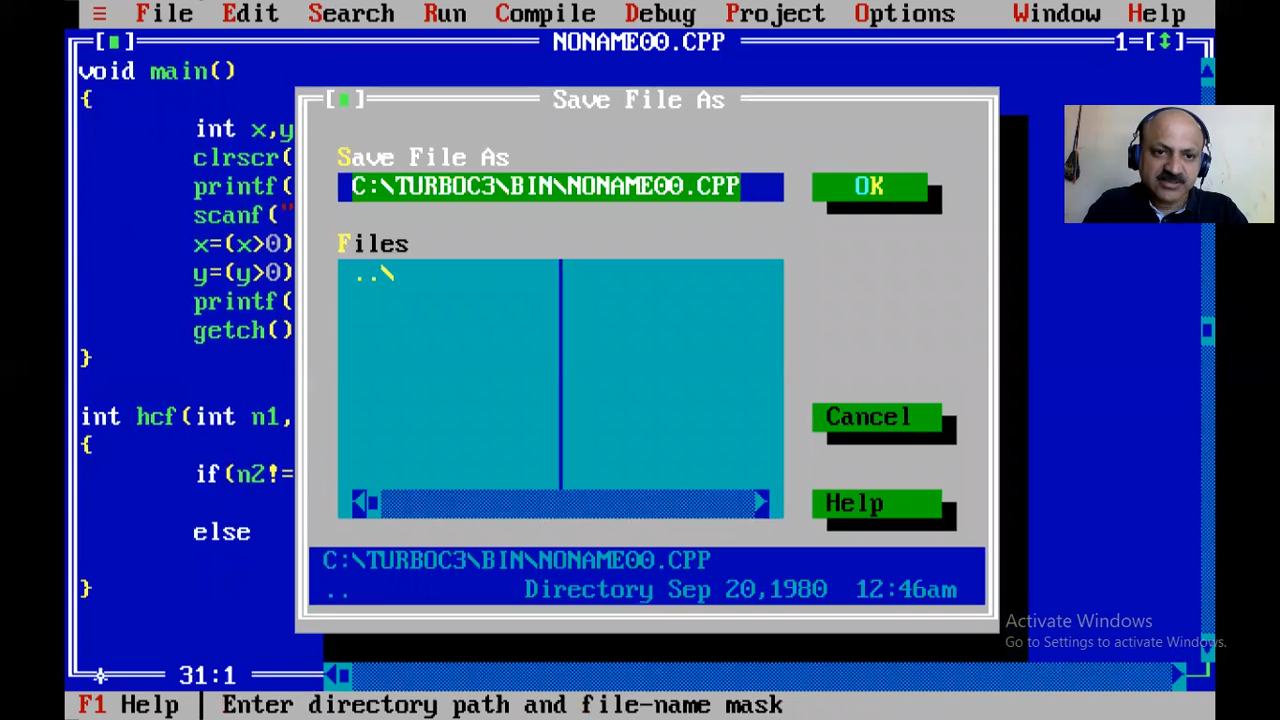 ≡ File Edit Search Run Compile Debug Project Options Window Help
[■] NONAME00.CPP 1=[↕]
void main()
{
int x,y
clrscr(
printf(
scanf("
x=(x>0)
y=(y>0)
printf(
getch()
}
int hcf(int n1,
{
if(n2!=
else
}
[■] Save File As
Save File As
C:\TURBOC3\BIN\NONAME00.CPP
OK
Files
..\
Cancel
Help
C:\TURBOC3\BIN\NONAME00.CPP
.. Directory Sep 20,1980 12:46am
Activate Windows
Go to Settings to activate Windows.
31:1
F1 Help | Enter directory path and file-name mask